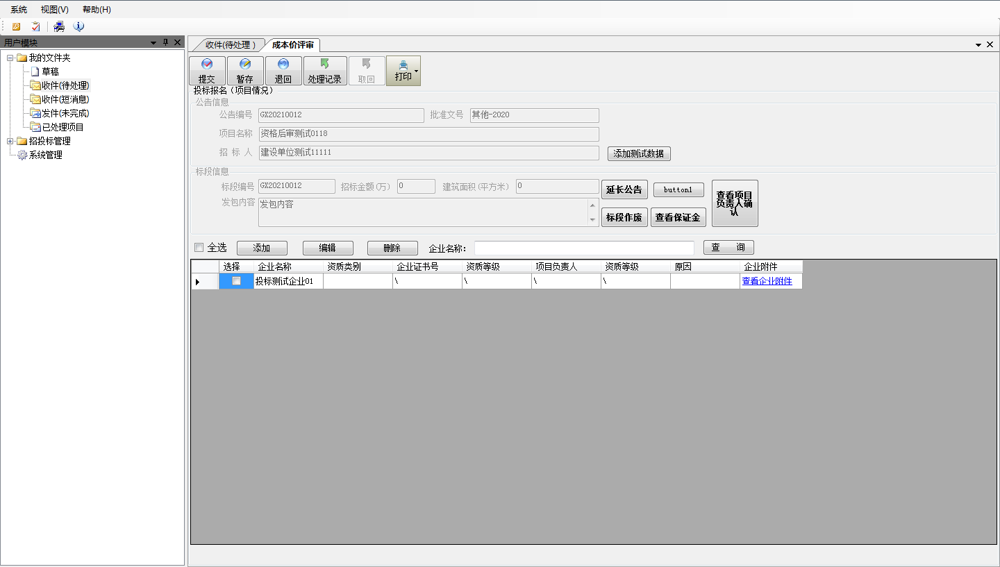 系统 视图(V) 帮助(H)
用户模块
我的文件夹
草稿
收件(待处理)
收件(短消息)
发件(未完成)
已处理项目
招投标管理
系统管理
收件(待处理 ) 成本价评审
提交 暂存 退回 处理记录 取回 打印
投标报名（项目情况）
公告信息
公告编号 GX20210012 批准文号 其他-2020
项目名称 资格后审测试0118
招 标 人 建设单位测试11111 添加测试数据
标段信息
标段编号 GX20210012 招标金额(万) 0 建筑面积(平方米) 0
延长公告 button1 查看项目
负责人确
认
发包内容 发包内容
标段作废 查看保证金
全选 添加 编辑 删除 企业名称: 查 询
选择 企业名称 资质类别 企业证书号 资质等级 项目负责人 资质等级 原因 企业附件
投标测试企业01 \ \ \ \ 查看企业附件